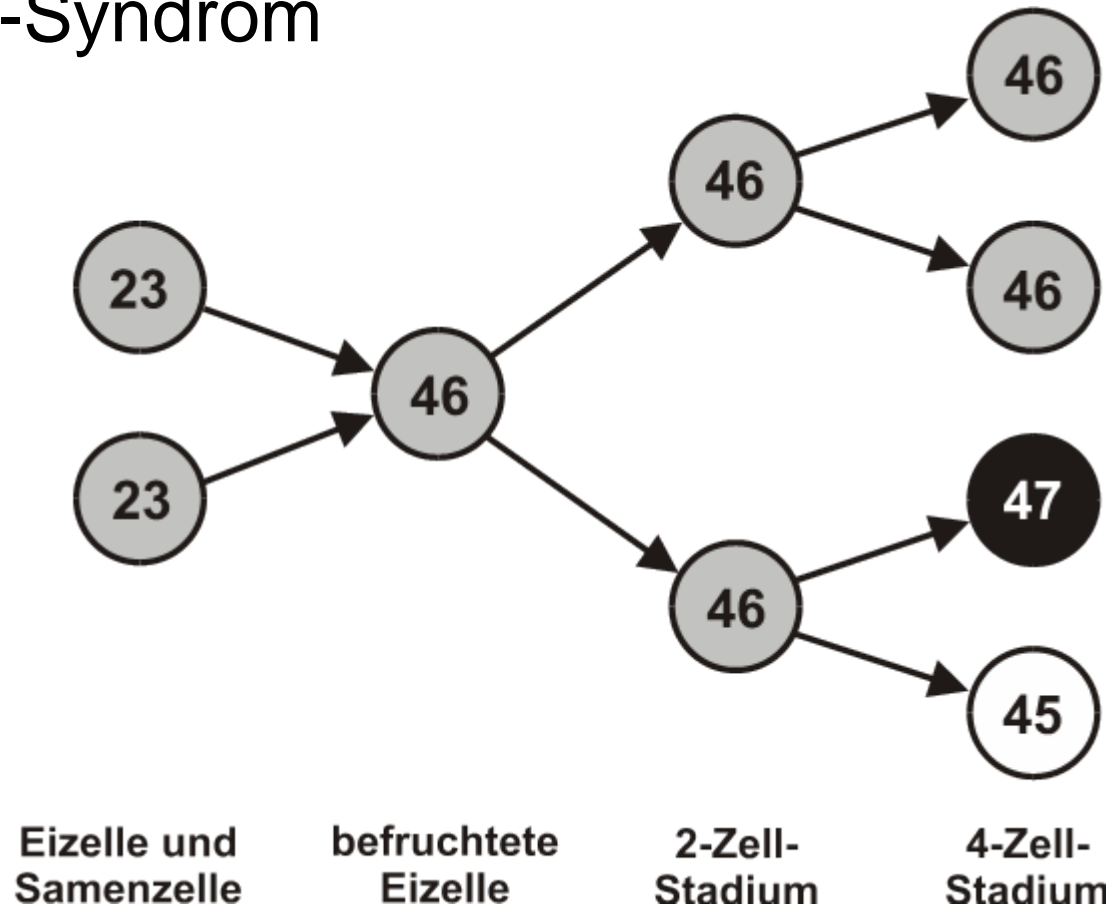 -Syndrom
46
46
46
23
46
23
47
46
45
Eizelle und
Samenzelle
befruchtete
Eizelle
2-Zell-
Stadium
4-Zell-
Stadium